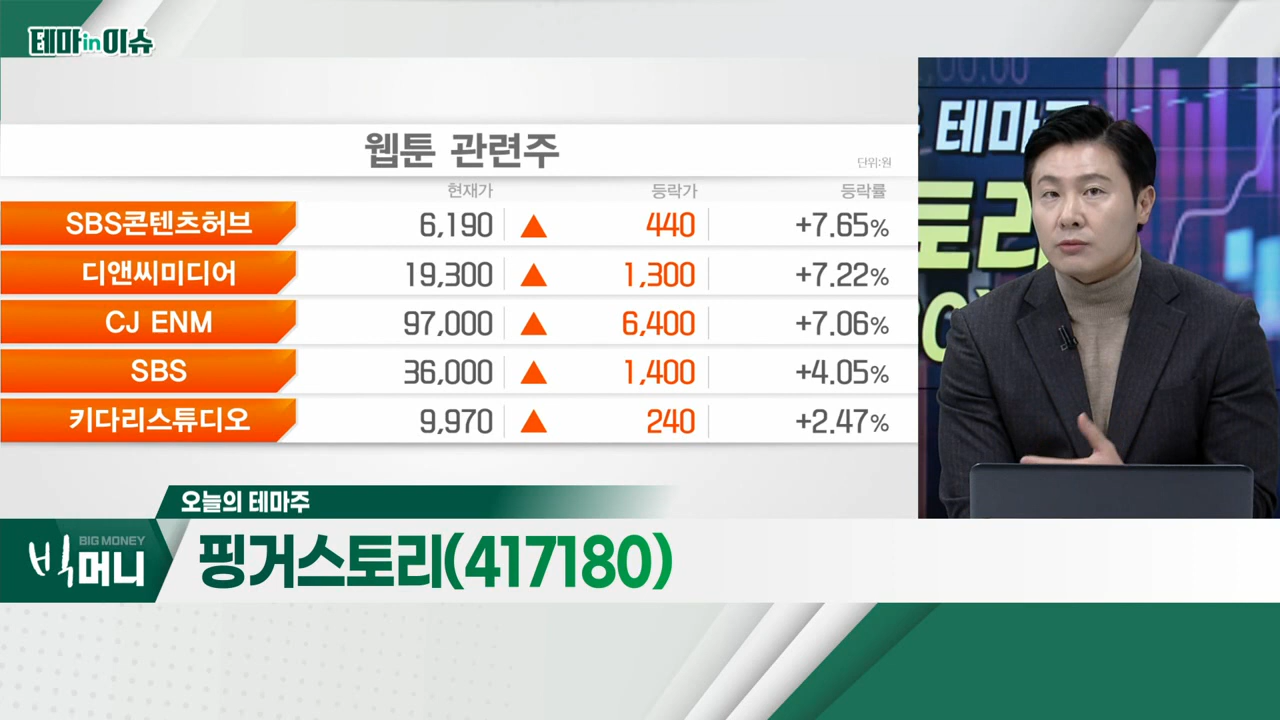 테마in이슈
웹툰 관련주
단위:원
현재가 등락가 등락률
SBS콘텐츠허브 6,190 ▲ 440 +7.65%
디앤씨미디어 19,300 ▲ 1,300 +7.22%
CJ ENM 97,000 ▲ 6,400 +7.06%
SBS 36,000 ▲ 1,400 +4.05%
키다리스튜디오 9,970 ▲ 240 +2.47%
테마
토리
오늘의 테마주
BIG MONEY
빅머니
핑거스토리(417180)